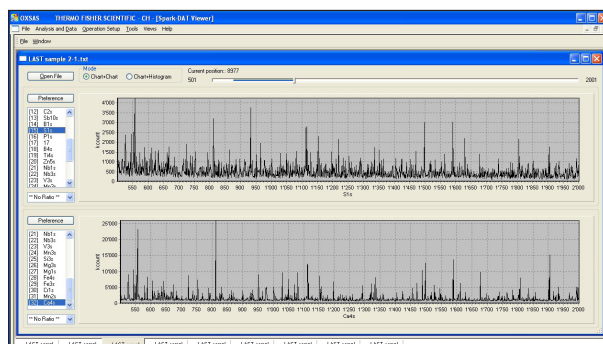 OXSAS THERMO FISHER SCIENTIFIC - CH - [Spark-DAT Viewer]
File Analysis and Data Operation Setup Tools Views Help
File Window
LAST sample 2-1.txt
Open File
Mode
Chart+Chart
Chart+Histogram
Current position: 8977
501
2001
Preference
[12] C2s
[13] Sb10s
[14] B1s
[15] S1s
[16] P1s
[17] 17
[18] B4s
[19] Ti4s
[20] Zn5s
[21] Nb1s
[22] Nb3s
[23] V3s
[24] Mn3s
** No Ratio **
kcount
4'000
3'500
3'000
2'500
2'000
1'500
1'000
500
0
550 600 650 700 750 800 850 900 950 1'000 1'050 1'100 1'150 1'200 1'250 1'300 1'350 1'400 1'450 1'500 1'550 1'600 1'650 1'700 1'750 1'800 1'850 1'900 1'950 2'000
S1s
Preference
[21] Nb1s
[22] Nb3s
[23] V3s
[24] Mn3s
[25] Si3s
[26] Mg3s
[27] Mg1s
[28] Fe4s
[29] Fe3s
[30] Cr1s
[31] Mn2s
[32] Ca4s
** No Ratio **
kcount
25'000
20'000
15'000
10'000
5'000
0
550 600 650 700 750 800 850 900 950 1'000 1'050 1'100 1'150 1'200 1'250 1'300 1'350 1'400 1'450 1'500 1'550 1'600 1'650 1'700 1'750 1'800 1'850 1'900 1'950 2'000
Ca4s